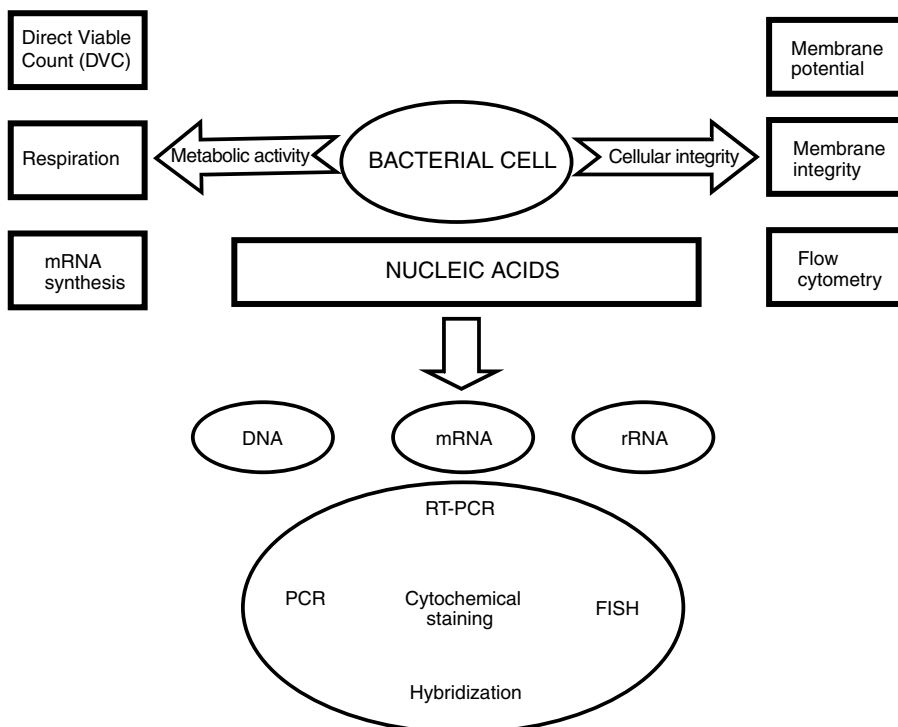 Direct Viable
Count (DVC)
Membrane
potential
Respiration
Metabolic activity
BACTERIAL CELL
Cellular integrity
Membrane
integrity
mRNA
synthesis
NUCLEIC ACIDS
Flow
cytometry
DNA
mRNA
rRNA
RT-PCR
PCR
Cytochemical
staining
FISH
Hybridization